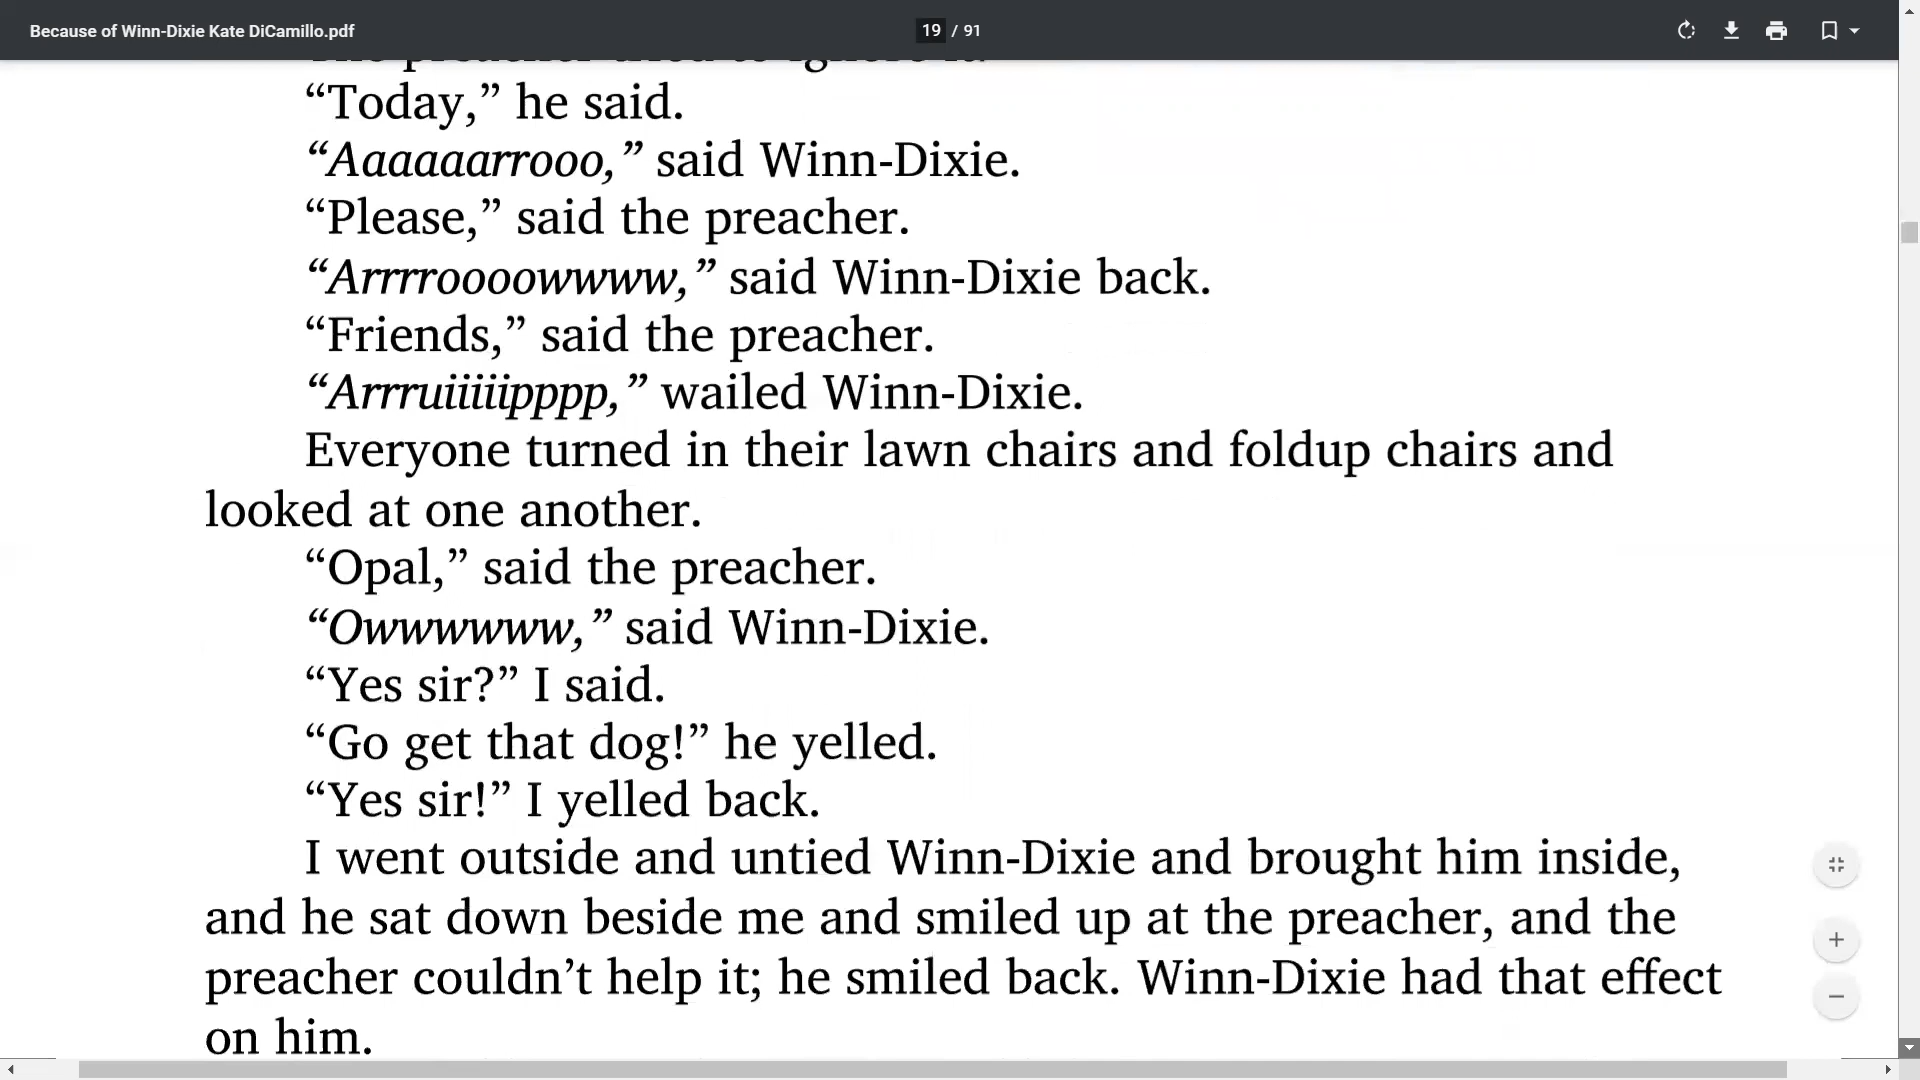 Because of Winn-Dixie Kate DiCamillo.pdf
19 / 91
“Today,” he said.
“Aaaaaarrooo,” said Winn-Dixie.
“Please,” said the preacher.
“Arrrroooowwww,” said Winn-Dixie back.
“Friends,” said the preacher.
“Arrrruiiiiipppp,” wailed Winn-Dixie.
Everyone turned in their lawn chairs and foldup chairs and
looked at one another.
“Opal,” said the preacher.
“Owwwwww,” said Winn-Dixie.
“Yes sir?” I said.
“Go get that dog!” he yelled.
“Yes sir!” I yelled back.
I went outside and untied Winn-Dixie and brought him inside,
and he sat down beside me and smiled up at the preacher, and the
preacher couldn’t help it; he smiled back. Winn-Dixie had that effect
on him.